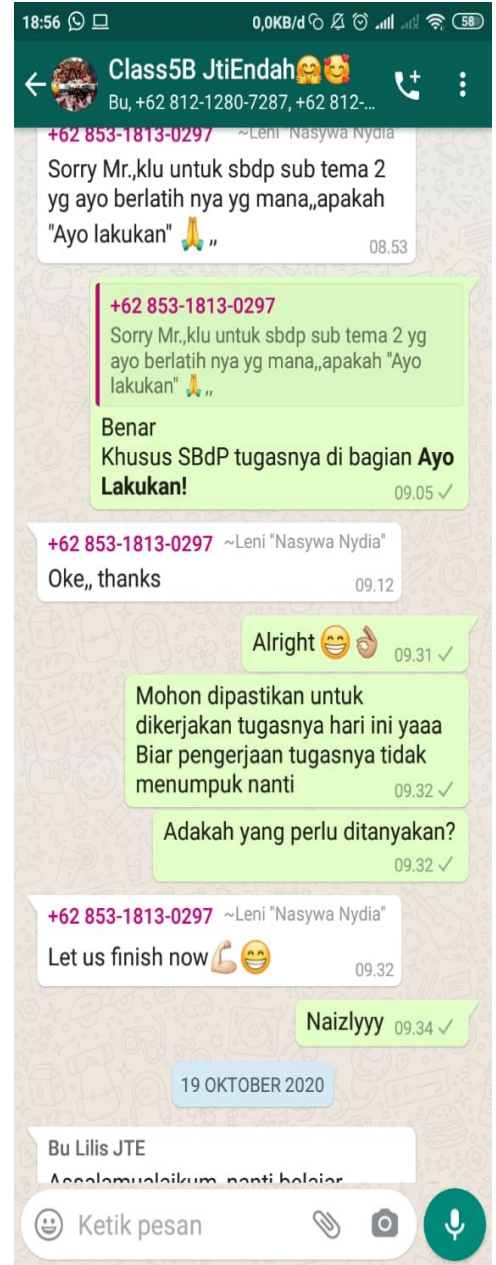 18:56 0,0KB/d 58
Class5B JtiEndah🤗🥰
Bu, +62 812-1280-7287, +62 812-...
+62 853-1813-0297 ~Leni "Nasywa Nydia"
Sorry Mr.,klu untuk sbdp sub tema 2
yg ayo berlatih nya yg mana,,apakah
"Ayo lakukan" 🙏 ,,
08.53
+62 853-1813-0297
Sorry Mr.,klu untuk sbdp sub tema 2 yg
ayo berlatih nya yg mana,,apakah "Ayo
lakukan" 🙏 ,,
Benar
Khusus SBdP tugasnya di bagian Ayo
Lakukan!
09.05
+62 853-1813-0297 ~Leni "Nasywa Nydia"
Oke,, thanks
09.12
Alright 😁👌 09.31
Mohon dipastikan untuk
dikerjakan tugasnya hari ini yaaa
Biar pengerjaan tugasnya tidak
menumpuk nanti
09.32
Adakah yang perlu ditanyakan?
09.32
+62 853-1813-0297 ~Leni "Nasywa Nydia"
Let us finish now💪😁
09.32
Naizlyyy 09.34
19 OKTOBER 2020
Bu Lilis JTE
Assalamualaikum, nanti belajar
Ketik pesan